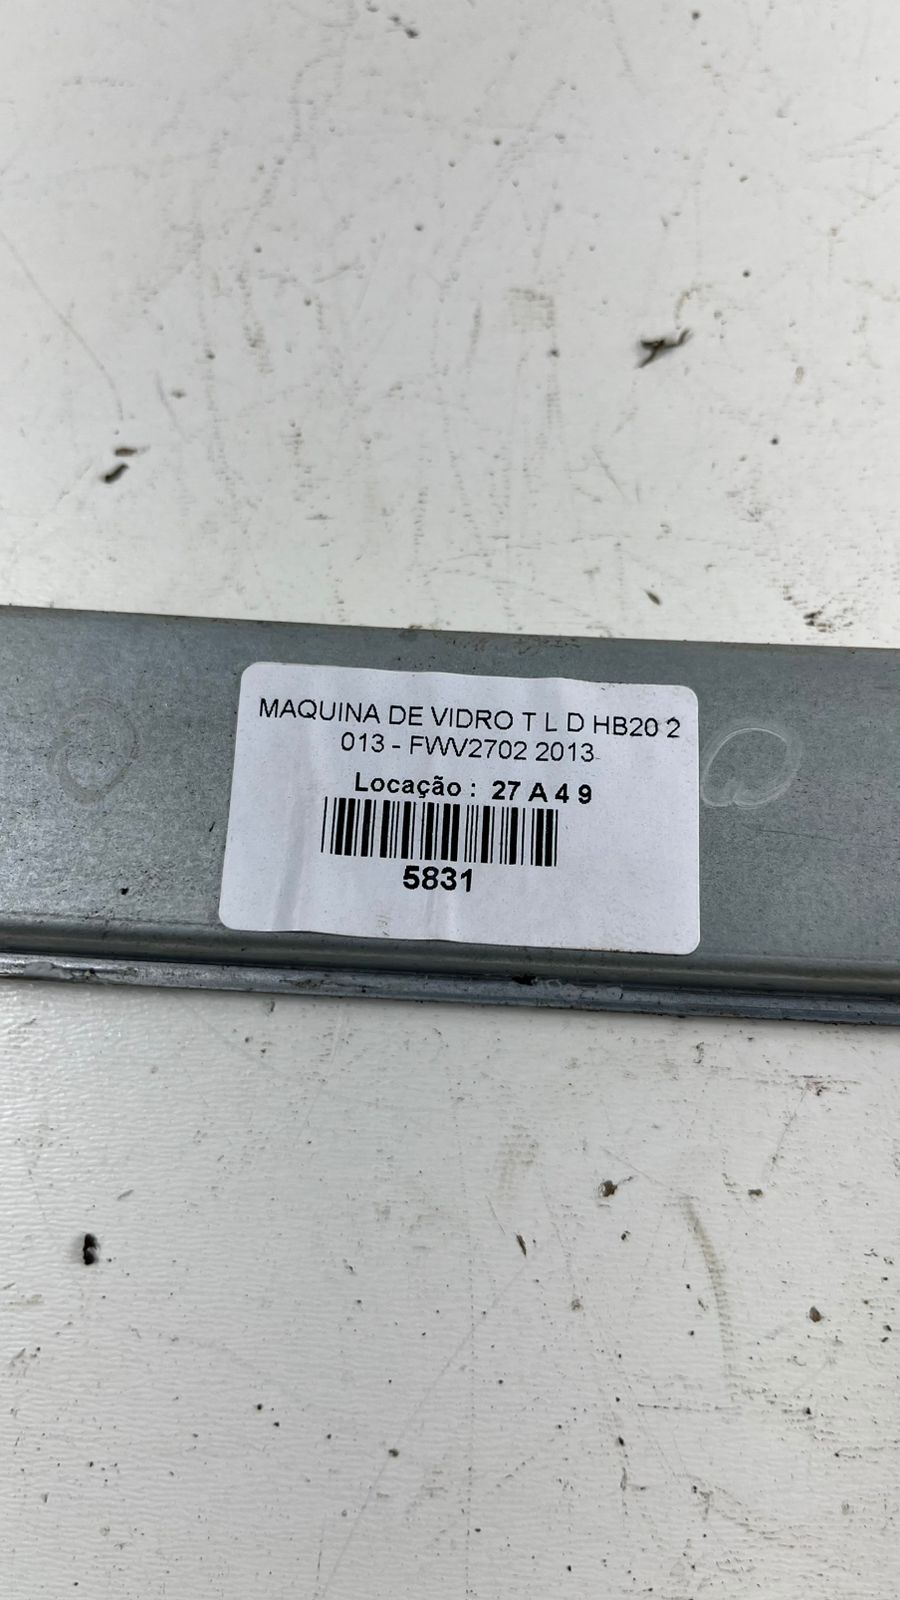 MAQUINA DE VIDRO T L D HB20 2
013 - FWV2702 2013
Locação : 27 A 4 9
5831